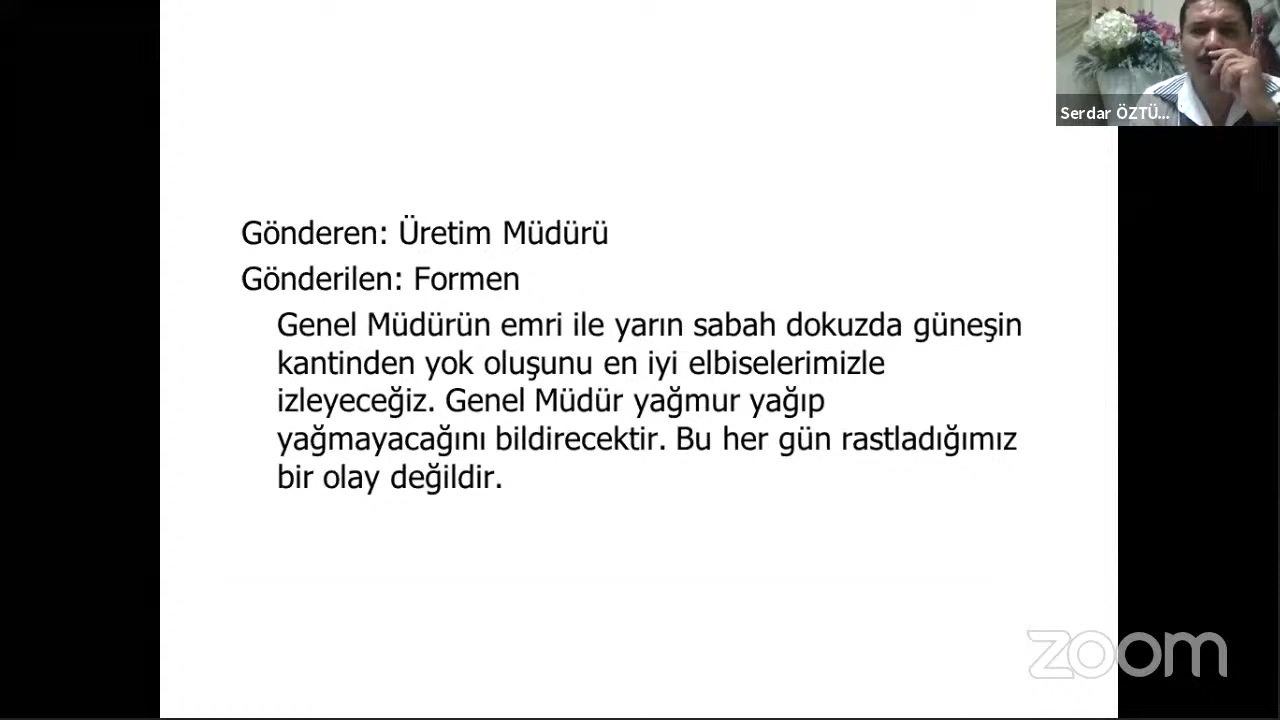 Serdar ÖZTÜ...
Gönderen: Üretim Müdürü
Gönderilen: Formen
Genel Müdürün emri ile yarın sabah dokuzda güneşin
kantinden yok oluşunu en iyi elbiselerimizle
izleyeceğiz. Genel Müdür yağmur yağıp
yağmayacağını bildirecektir. Bu her gün rastladığımız
bir olay değildir.
zoom